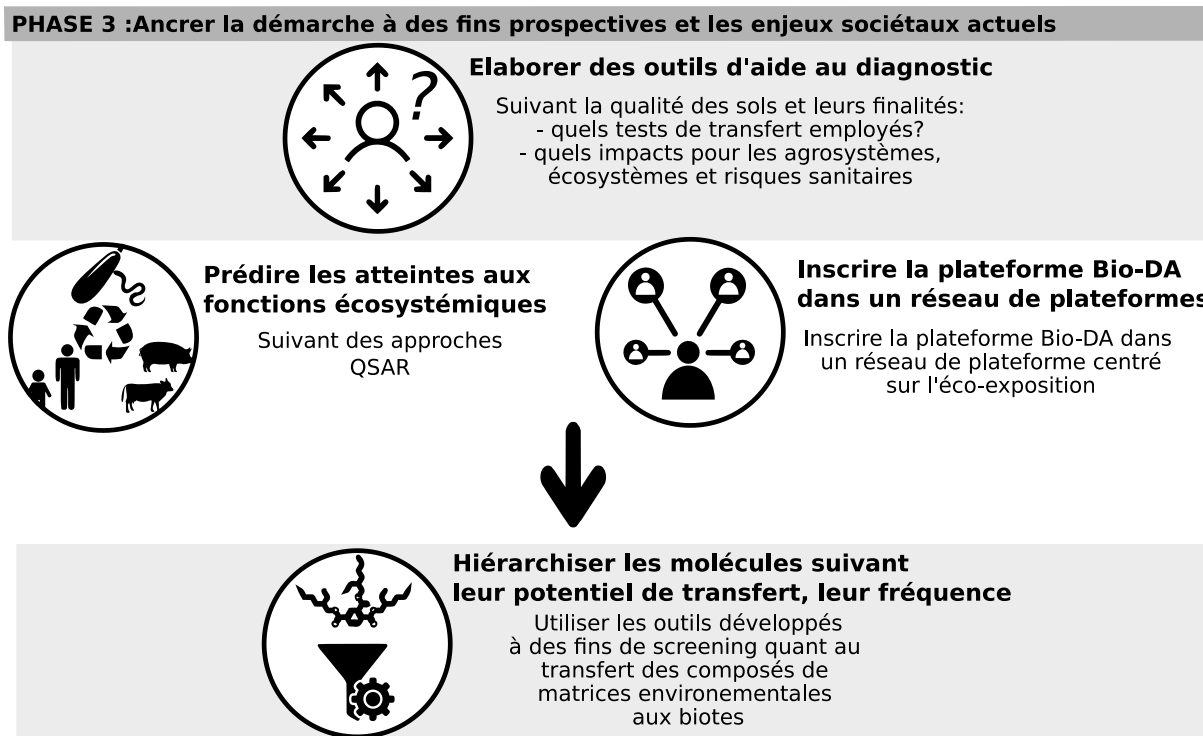 PHASE 3 :Ancrer la démarche à des fins prospectives et les enjeux sociétaux actuels
Elaborer des outils d'aide au diagnostic
Suivant la qualité des sols et leurs finalités:
- quels tests de transfert employés?
- quels impacts pour les agrosystèmes,
écosystèmes et risques sanitaires
?
Prédire les atteintes aux
fonctions écosystémiques
Suivant des approches
QSAR
Inscrire la plateforme Bio-DA
dans un réseau de plateformes
Inscrire la plateforme Bio-DA dans
un réseau de plateforme centré
sur l'éco-exposition
Hiérarchiser les molécules suivant
leur potentiel de transfert, leur fréquence
Utiliser les outils développés
à des fins de screening quant au
transfert des composés de
matrices environementales
aux biotes